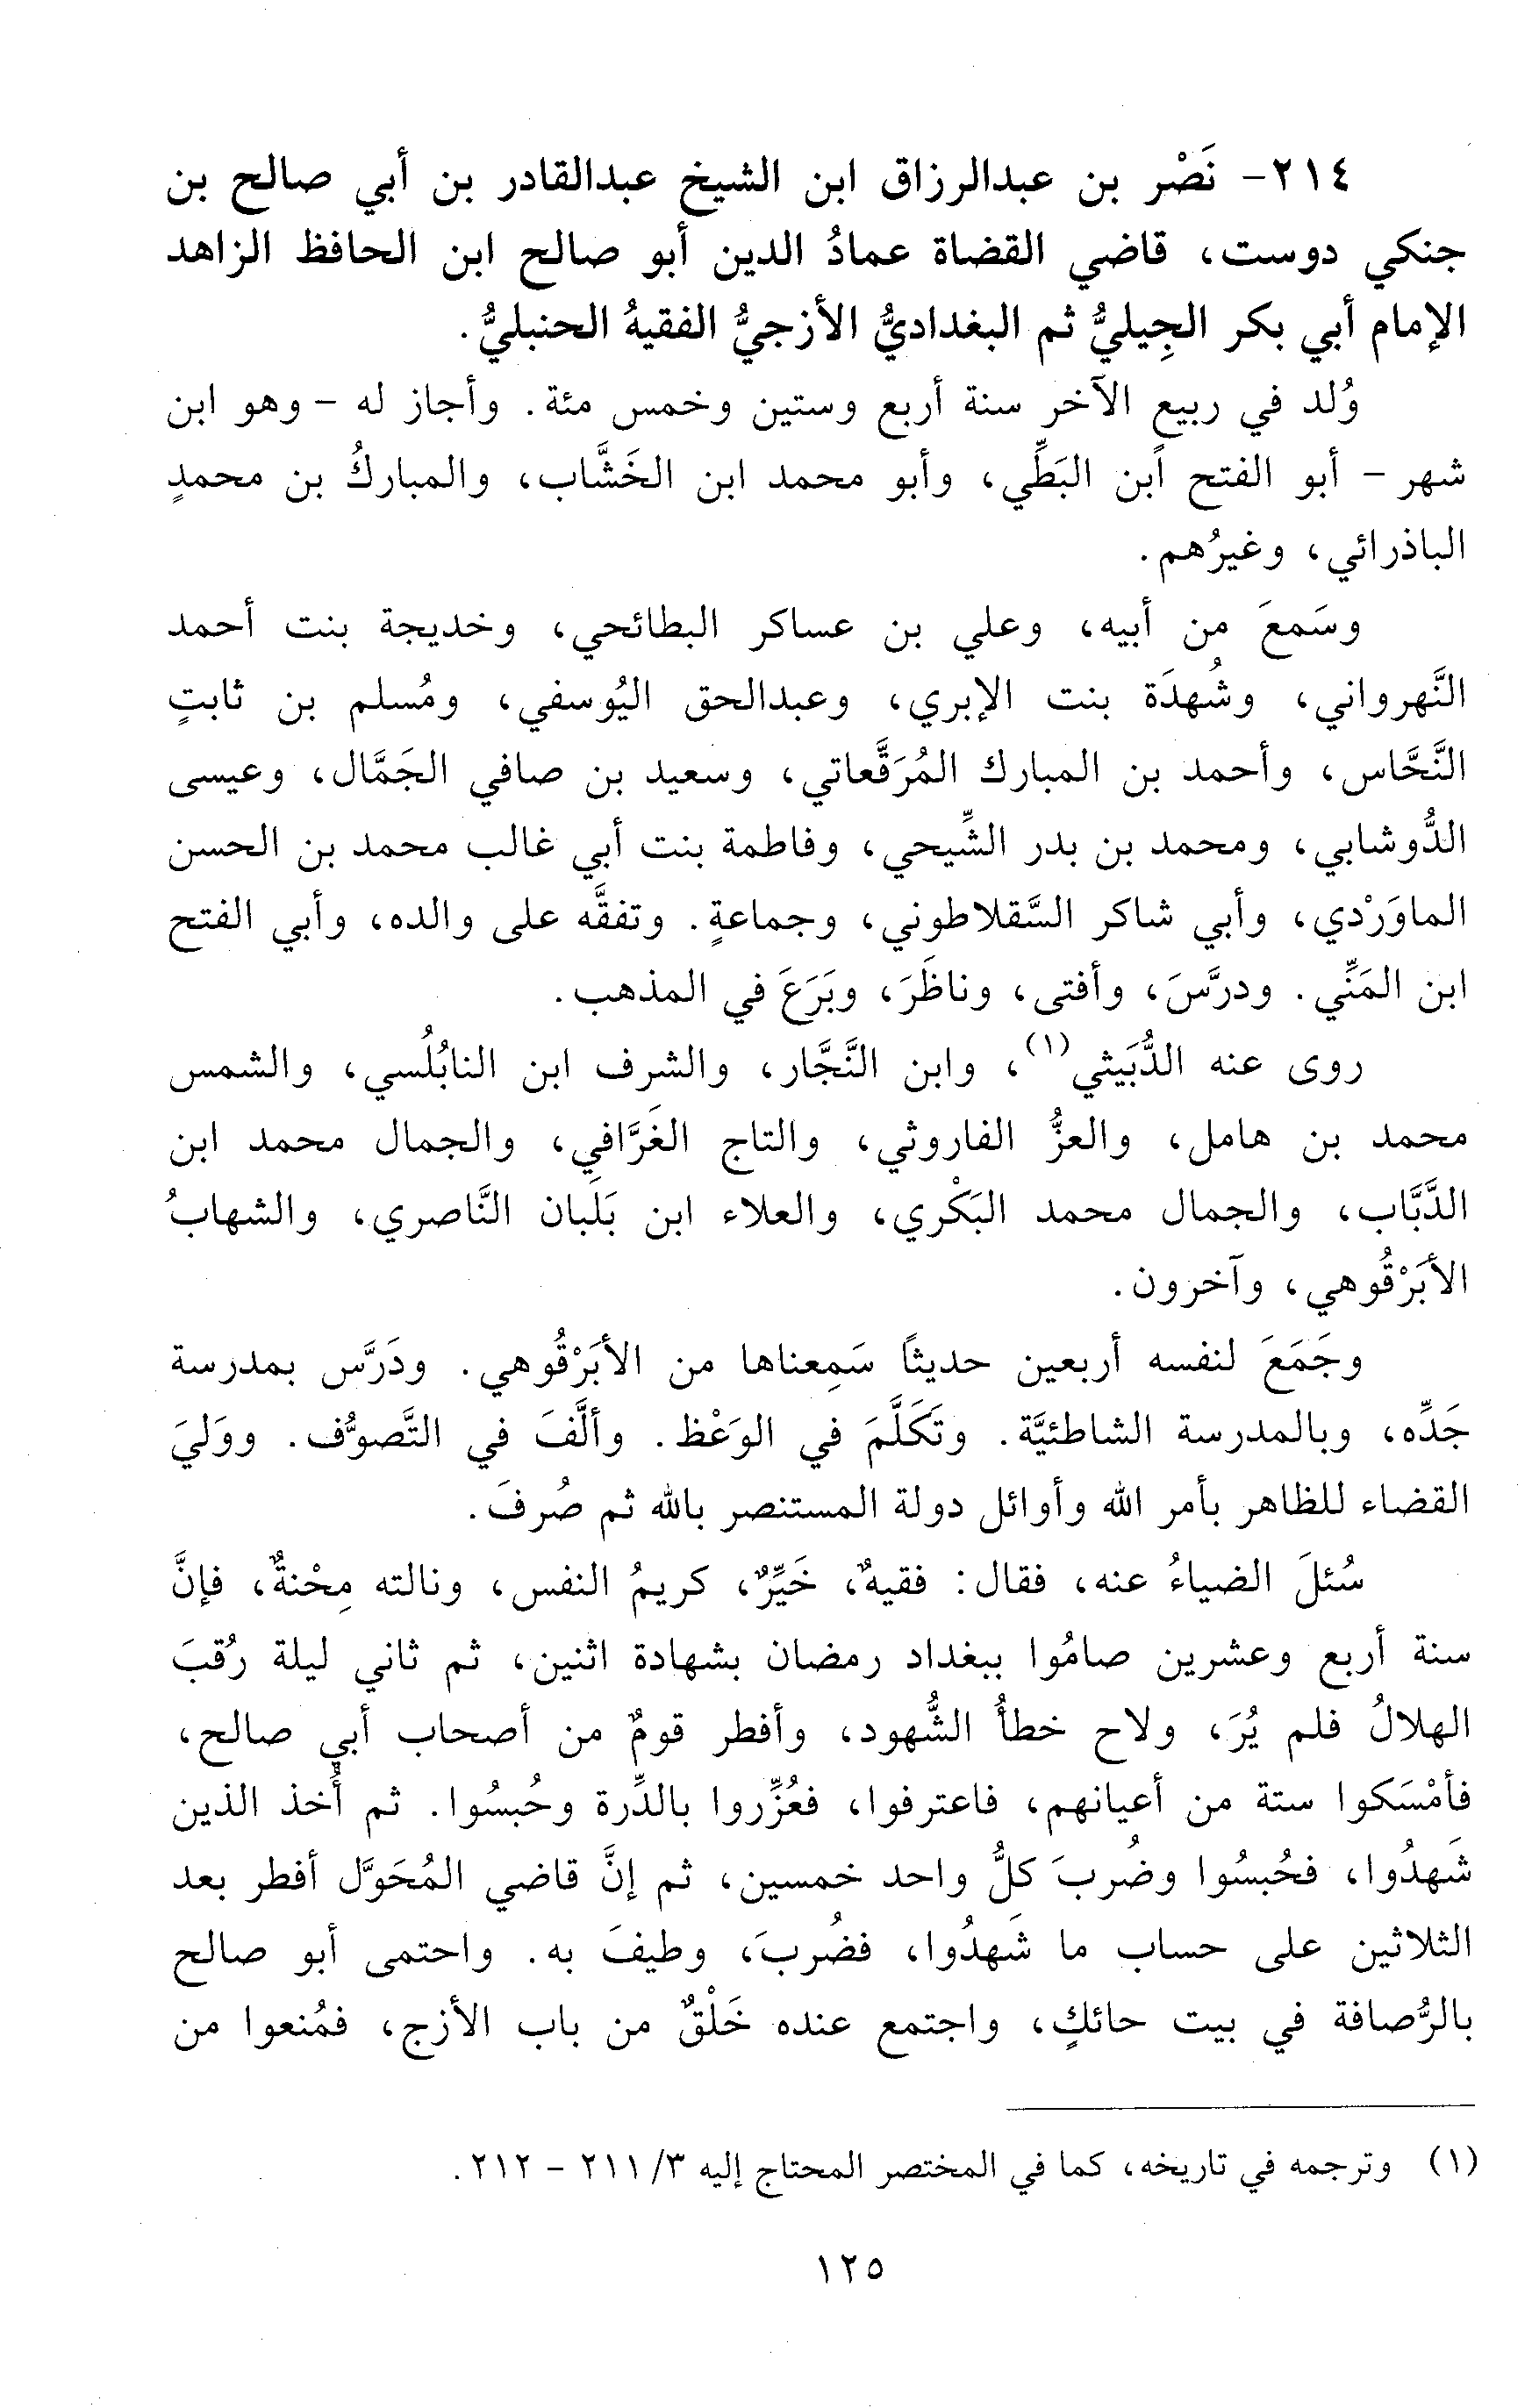 ٢١٤- نَصْر بن عبدالرزاق ابن الشيخ عبدالقادر بن أبي صالح بن
جنكي دوست، قاضي القضاة عمادُ الدين أبو صالح ابن الحافظ الزاهد
الإمام أبي بكر الجِيليُّ ثم البغداديُّ الأزجيُّ الفقيهُ الحنبليُّ.
وُلد في ربيع الآخر سنة أربع وستين وخمس مئة. وأجاز له - وهو ابن
شهر - أبو الفتح ابن البَطِّي، وأبو محمد ابن الخَشَّاب، والمباركُ بن محمدٍ
الباذرائي، وغيرُهم.
وسَمعَ من أبيه، وعلي بن عساكر البطائحي، وخديجة بنت أحمد
النَّهرواني، وشُهدَة بنت الإبري، وعبدالحق اليُوسفي، ومُسلم بن ثابتٍ
النَّحَّاس، وأحمد بن المبارك المُرَقَّعاتي، وسعيد بن صافي الجَمَّال، وعيسى
الدُّوشابي، ومحمد بن بدر الشِّيحي، وفاطمة بنت أبي غالب محمد بن الحسن
الماوَرْدي، وأبي شاكر السَّقلاطوني، وجماعةٍ. وتفقَّه على والده، وأبي الفتح
ابن المَنِّي. ودرَّسَ، وأفتى، وناظَرَ، وبَرَعَ في المذهب.
روى عنه الدُّبَيثي(١)، وابن النَّجَّار، والشرف ابن النابُلُسي، والشمس
محمد بن هامل، والعزُّ الفاروثي، والتاج الغَرَّافي، والجمال محمد ابن
الدَّبَّاب، والجمال محمد البَكْري، والعلاء ابن بَلَبان النَّاصري، والشهابُ
الأبَرْقُوهي، وآخرون.
وجَمَعَ لنفسه أربعين حديثاً سَمِعناها من الأبَرْقُوهي. ودَرَّس بمدرسة
جَدِّه، وبالمدرسة الشاطئيَّة. وتَكَلَّمَ في الوَعْظ. وألَّفَ في التَّصوُّف. ووَليَ
القضاء للظاهر بأمر الله وأوائل دولة المستنصر بالله ثم صُرفَ.
سُئلَ الضياءُ عنه، فقال: فقيهٌ، خَيِّرٌ، كريمُ النفس، ونالته مِحْنةٌ، فإنَّ
سنة أربع وعشرين صامُوا ببغداد رمضان بشهادة اثنين، ثم ثاني ليلة رُقبَ
الهلالُ فلم يُرَ، ولاح خطأُ الشُّهود، وأفطر قومٌ من أصحاب أبي صالح،
فأمْسَكوا ستة من أعيانهم، فاعترفوا، فعُزِّروا بالدِّرة وحُبسُوا. ثم أُخذ الذين
شَهدُوا، فحُبسُوا وضُربَ كلُّ واحد خمسين، ثم إنَّ قاضي المُحَوَّل أفطر بعد
الثلاثين على حساب ما شَهدُوا، فضُربَ، وطيفَ به. واحتمى أبو صالح
بالرُّصافة في بيت حائكٍ، واجتمع عنده خَلْقٌ من باب الأزج، فمُنعوا من
(١) وترجمه في تاريخه، كما في المختصر المحتاج إليه ٣/ ٢١١ - ٢١٢.
١٢٥